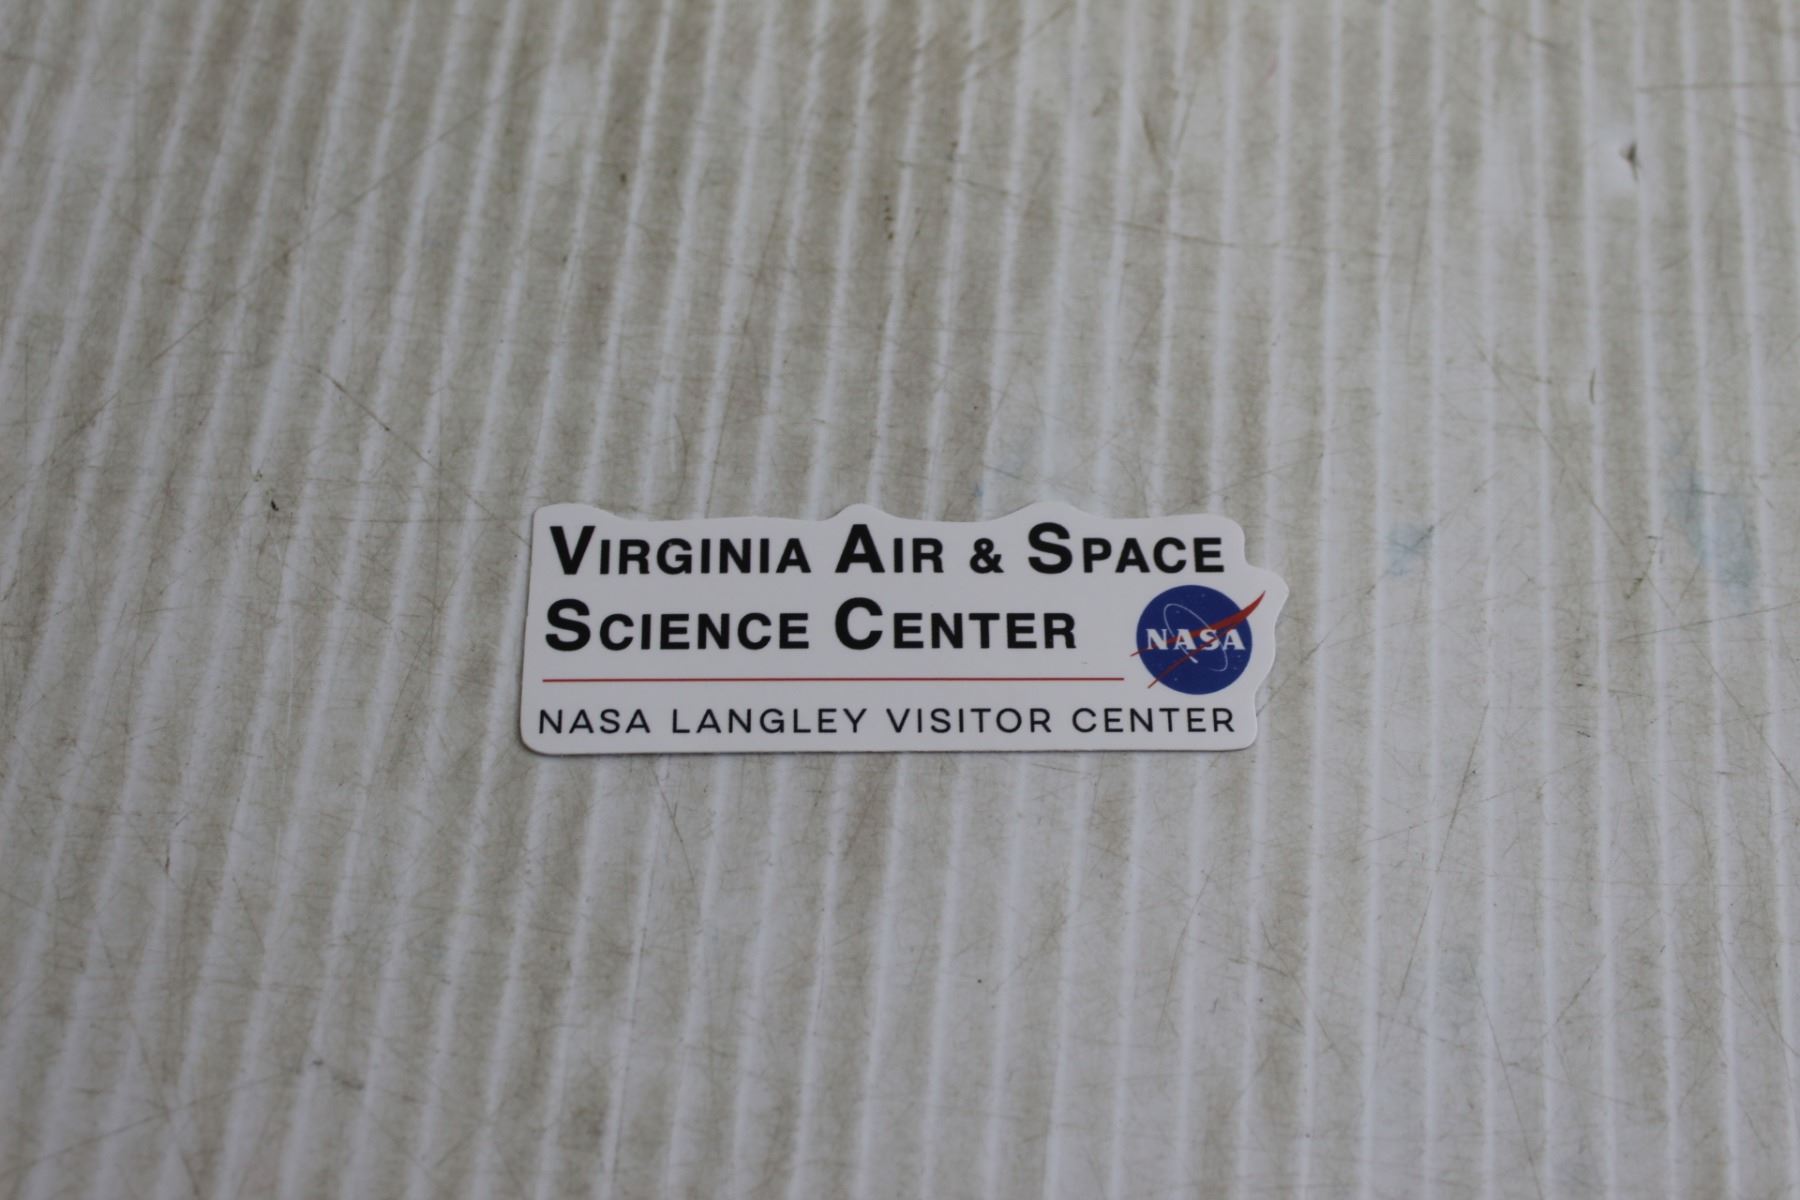 VIRGINIA AIR & SPACE
SCIENCE CENTER
NASA
NASA LANGLEY VISITOR CENTER